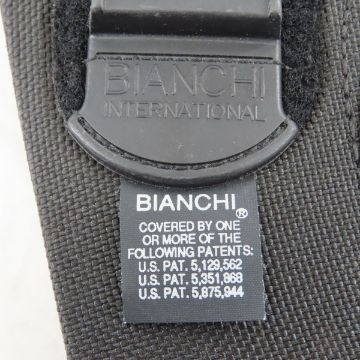 BIANCHI
INTERNATIONAL
BIANCHI®
COVERED BY ONE
OR MORE OF THE
FOLLOWING PATENTS:
U.S. PAT. 5,129,562
U.S. PAT. 5,351,868
U.S. PAT. 5,875,944